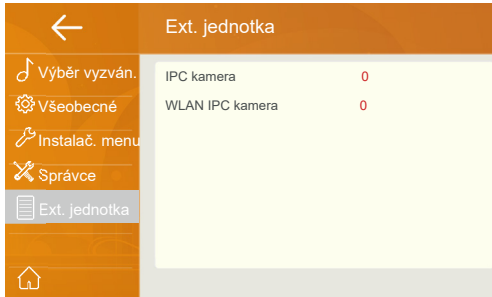 Ext. jednotka
Výběr vyzván.
Všeobecné
Instalač. menu
Správce
Ext. jednotka
IPC kamera 0
WLAN IPC kamera 0